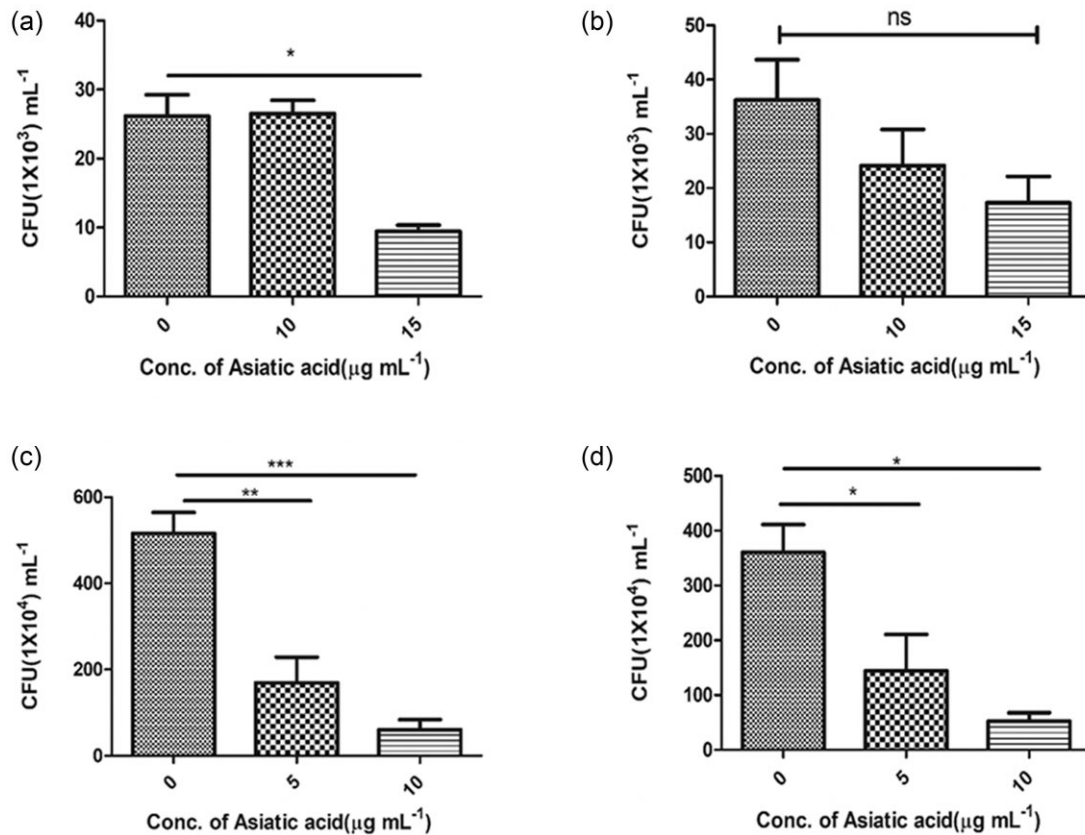 (a)
*
CFU(1X10³) mL⁻¹
40
30
20
10
0
0 10 15
Conc. of Asiatic acid(μg mL⁻¹)
(b)
ns
CFU(1X10³) mL⁻¹
50
40
30
20
10
0
0 10 15
Conc. of Asiatic acid(μg mL⁻¹)
(c)
***
**
CFU(1X10⁴) mL⁻¹
600
400
200
0
0 5 10
Conc. of Asiatic acid(μg mL⁻¹)
(d)
*
*
CFU(1X10⁴) mL⁻¹
500
400
300
200
100
0
0 5 10
Conc. of Asiatic acid(μg mL⁻¹)